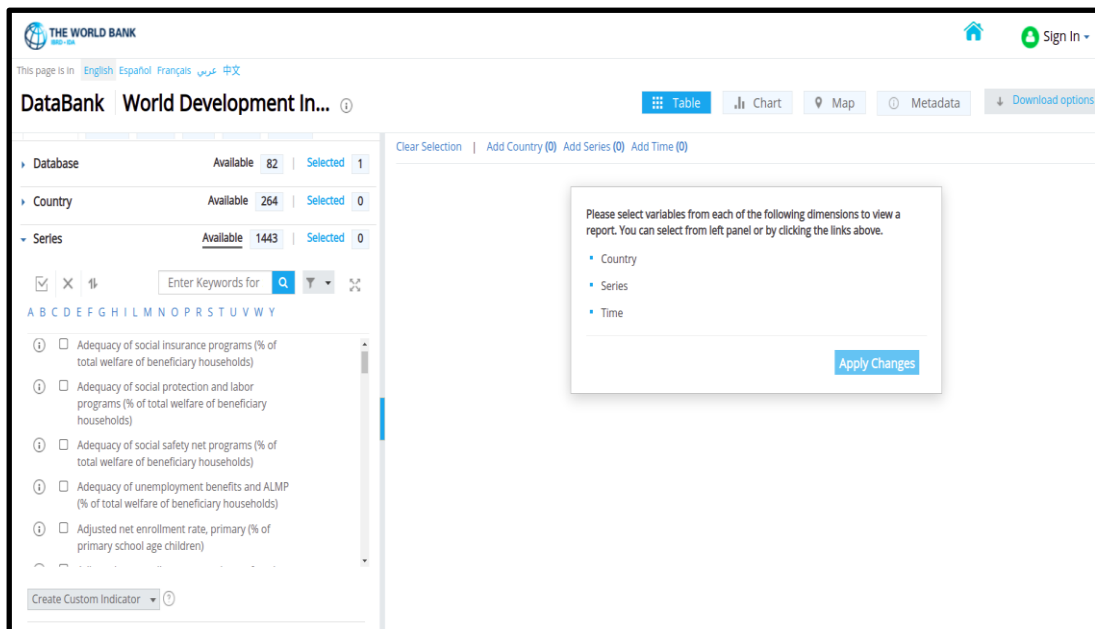 THE WORLD BANK
IBRD • IDA
Sign In
This page is in English Español Français عربي 中文
DataBank World Development In...
Table
Chart
Map
Metadata
Download options
Clear Selection | Add Country (0) Add Series (0) Add Time (0)
Database Available 82 | Selected 1
Country Available 264 | Selected 0
Series Available 1443 | Selected 0
Enter Keywords for
A B C D E F G H I L M N O P R S T U V W Y
Adequacy of social insurance programs (% of
total welfare of beneficiary households)
Adequacy of social protection and labor
programs (% of total welfare of beneficiary
households)
Adequacy of social safety net programs (% of
total welfare of beneficiary households)
Adequacy of unemployment benefits and ALMP
(% of total welfare of beneficiary households)
Adjusted net enrollment rate, primary (% of
primary school age children)
Create Custom Indicator
Please select variables from each of the following dimensions to view a
report. You can select from left panel or by clicking the links above.
Country
Series
Time
Apply Changes